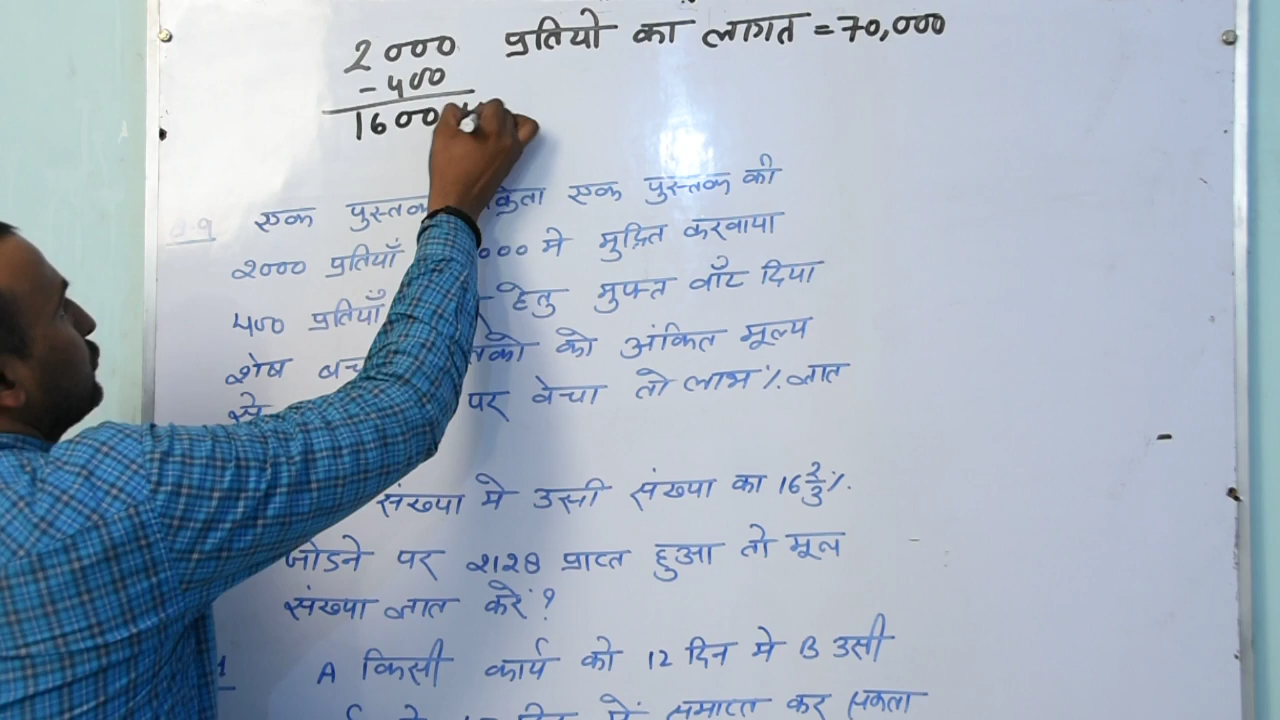 2000 प्रतियो का लागत = 70,000
- 400
1600
एक पुस्तक एक पुस्तक की
2000 प्रतियाँ 000 मे मुद्रित करवाया
400 प्रतियाँ हेतु मुफ्त बाँट दिया
शेष को अंकित मूल्य
से पर वेचा तो लाभ % ज्ञात
संख्या मे उसी संख्या का 16 2/3 %.
जोडने पर 2128 प्राप्त हुआ तो मूल
संख्या ज्ञात करें ?
A किसी कार्य को 12 दिन मे B उसी
समाप्त कर सकता